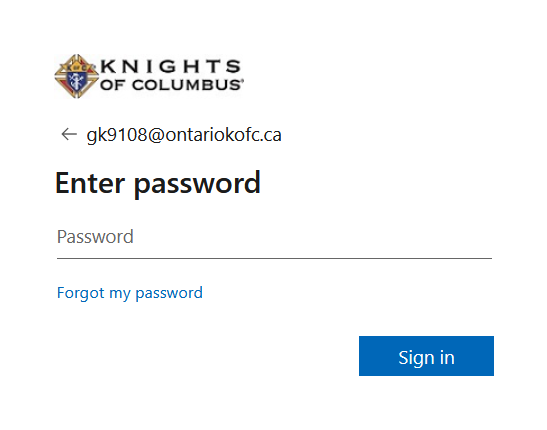 KNIGHTS
OF COLUMBUS®
gk9108@ontariokofc.ca
Enter password
Password
Forgot my password
Sign in